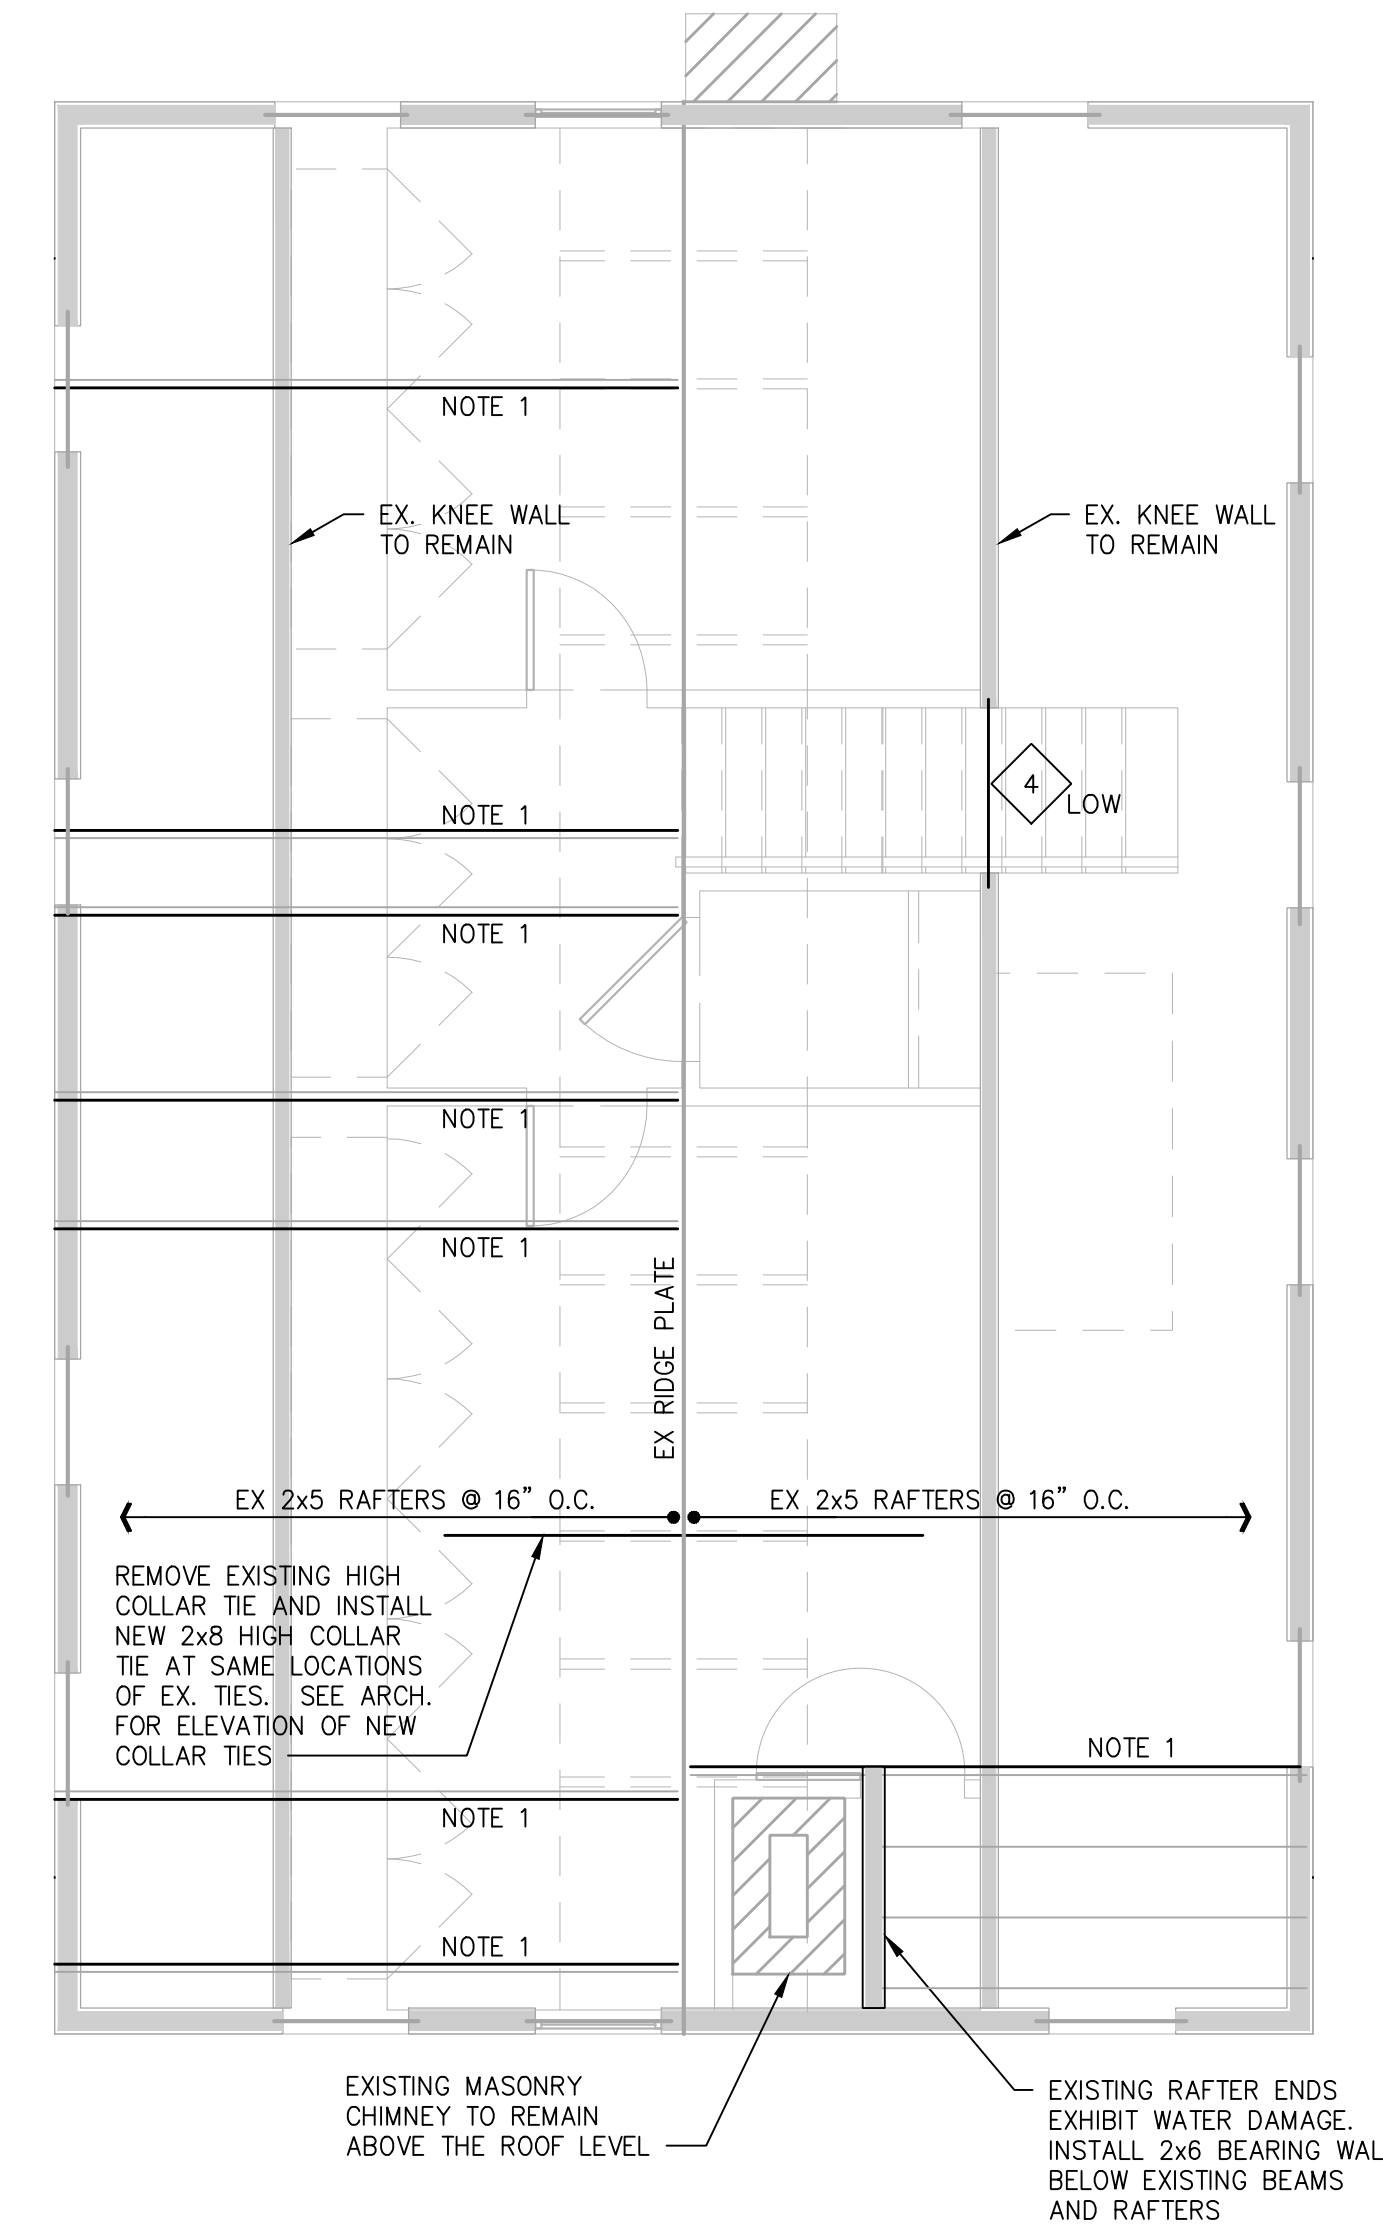 NOTE 1
EX. KNEE WALL
TO REMAIN
EX. KNEE WALL
TO REMAIN
4
LOW
NOTE 1
NOTE 1
NOTE 1
NOTE 1
EX RIDGE PLATE
EX 2x5 RAFTERS @ 16" O.C.
EX 2x5 RAFTERS @ 16" O.C.
REMOVE EXISTING HIGH
COLLAR TIE AND INSTALL
NEW 2x8 HIGH COLLAR
TIE AT SAME LOCATIONS
OF EX. TIES. SEE ARCH.
FOR ELEVATION OF NEW
COLLAR TIES
NOTE 1
NOTE 1
NOTE 1
EXISTING MASONRY
CHIMNEY TO REMAIN
ABOVE THE ROOF LEVEL
EXISTING RAFTER ENDS
EXHIBIT WATER DAMAGE.
INSTALL 2x6 BEARING WAL
BELOW EXISTING BEAMS
AND RAFTERS